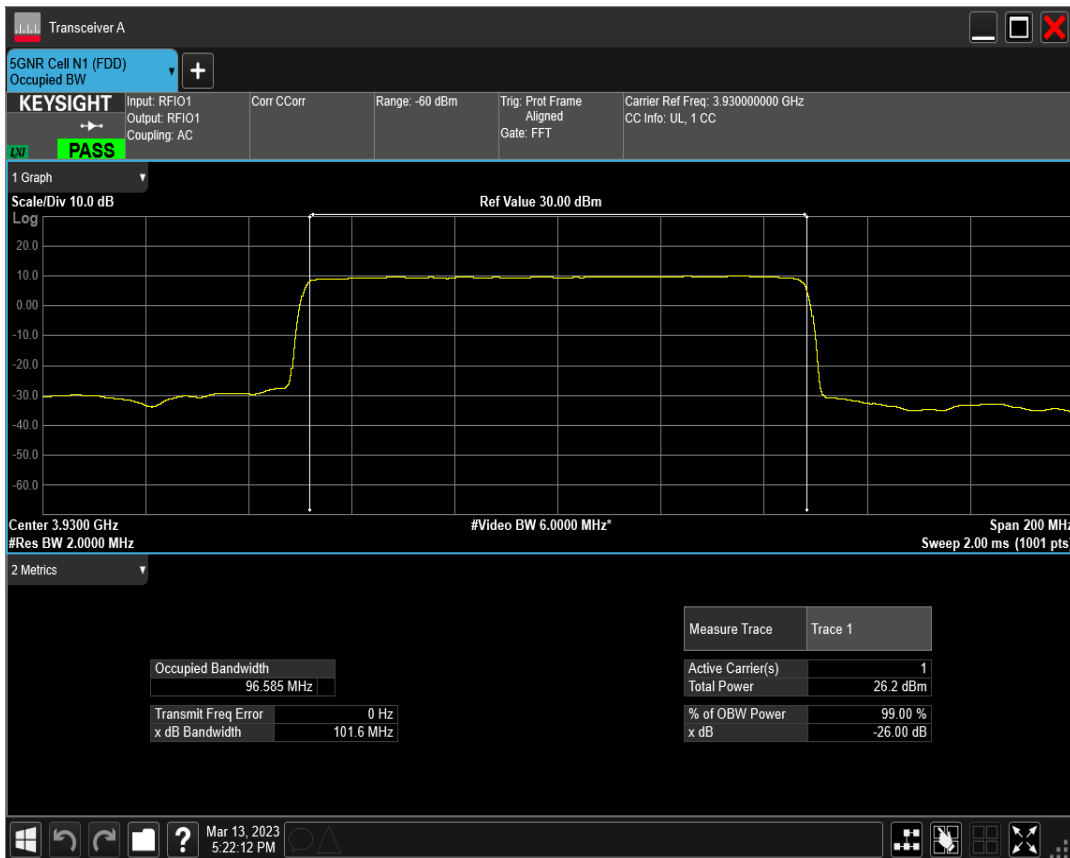 Transceiver A
5GNR Cell N1 (FDD)
Occupied BW
KEYSIGHT
LXI
PASS
Input: RFIO1
Output: RFIO1
Coupling: AC
Corr CCorr
Range: -60 dBm
Trig: Prot Frame
Aligned
Gate: FFT
Carrier Ref Freq: 3.930000000 GHz
CC Info: UL, 1 CC
1 Graph
Scale/Div 10.0 dB
Ref Value 30.00 dBm
Log
20.0
10.0
0.00
-10.0
-20.0
-30.0
-40.0
-50.0
-60.0
Center 3.9300 GHz
#Video BW 6.0000 MHz*
Span 200 MHz
#Res BW 2.0000 MHz
Sweep 2.00 ms (1001 pts)
2 Metrics
Measure Trace Trace 1
Occupied Bandwidth
96.585 MHz
Active Carrier(s) 1
Total Power 26.2 dBm
Transmit Freq Error 0 Hz
x dB Bandwidth 101.6 MHz
% of OBW Power 99.00 %
x dB -26.00 dB
?
Mar 13, 2023
5:22:12 PM